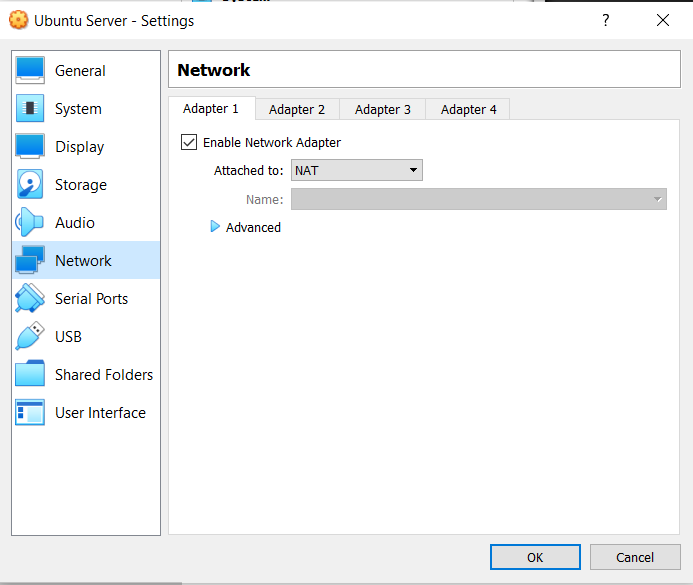 Ubuntu Server - Settings
?
General
System
Display
Storage
Audio
Network
Serial Ports
USB
Shared Folders
User Interface
Network
Adapter 1 Adapter 2 Adapter 3 Adapter 4
Enable Network Adapter
Attached to: NAT
Name:
Advanced
OK Cancel